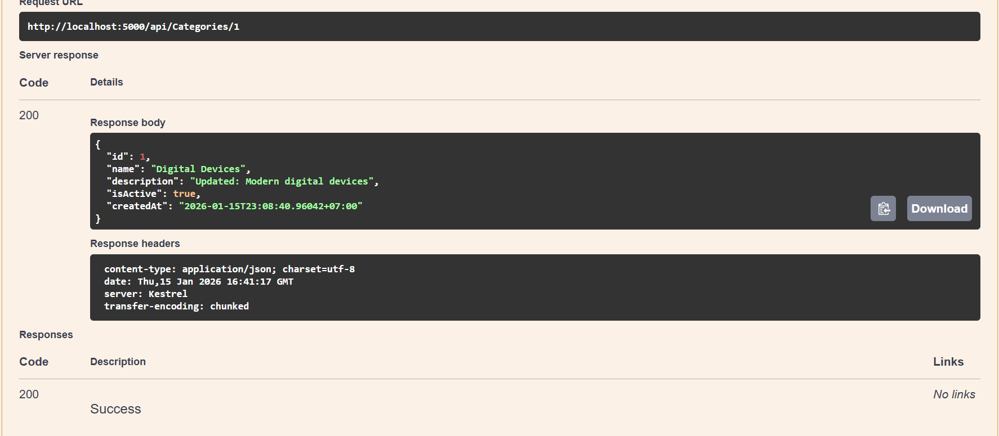 Request URL
http://localhost:5000/api/Categories/1
Server response
Code Details
200
Response body
{
  "id": 1,
  "name": "Digital Devices",
  "description": "Updated: Modern digital devices",
  "isActive": true,
  "createdAt": "2026-01-15T23:08:40.96042+07:00"
}
Download
Response headers
content-type: application/json; charset=utf-8
date: Thu,15 Jan 2026 16:41:17 GMT
server: Kestrel
transfer-encoding: chunked
Responses
Code Description Links
200 No links
Success